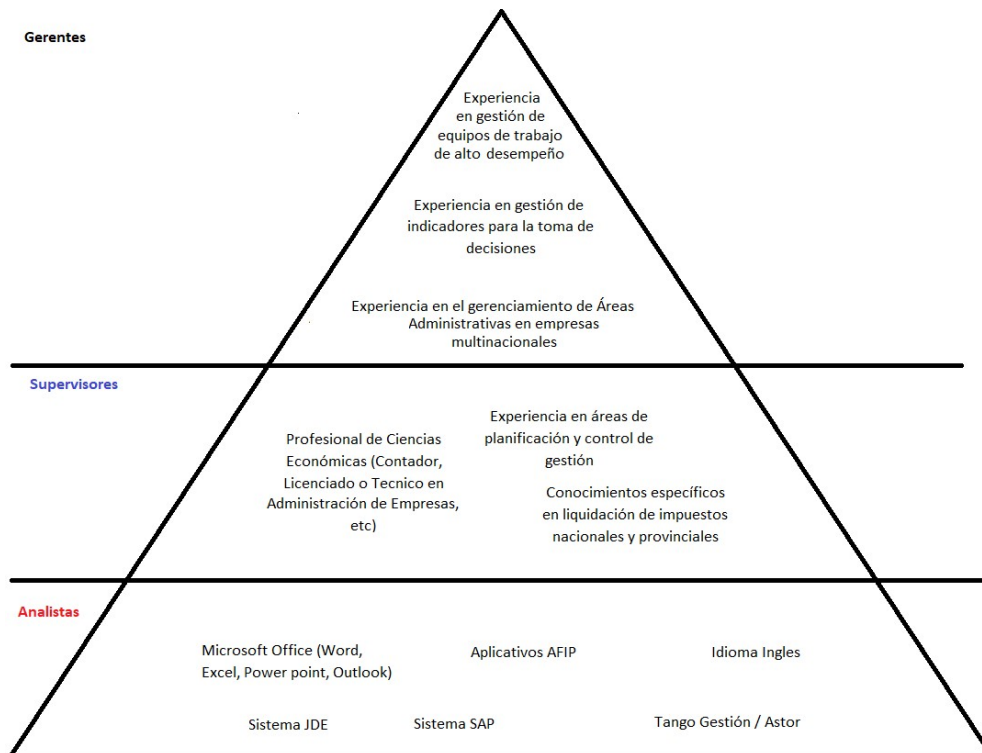 Gerentes
Experiencia
en gestión de
equipos de trabajo
de alto desempeño
Experiencia en gestión de
indicadores para la toma de
decisiones
Experiencia en el gerenciamiento de Áreas
Administrativas en empresas
multinacionales
Supervisores
Profesional de Ciencias
Económicas (Contador,
Licenciado o Tecnico en
Administración de Empresas,
etc)
Experiencia en áreas de
planificación y control de
gestión
Conocimientos específicos
en liquidación de impuestos
nacionales y provinciales
Analistas
Microsoft Office (Word,
Excel, Power point, Outlook)
Aplicativos AFIP
Idioma Ingles
Sistema JDE
Sistema SAP
Tango Gestión / Astor